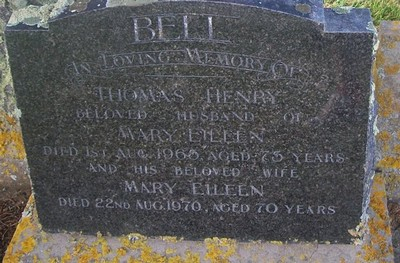 BELL
IN LOVING MEMORY OF
THOMAS HENRY
BELOVED HUSBAND OF
MARY EILEEN
DIED 1ST AUG. 1968, AGED 75 YEARS
AND HIS BELOVED WIFE
MARY EILEEN
DIED 22ND AUG. 1970, AGED 70 YEARS